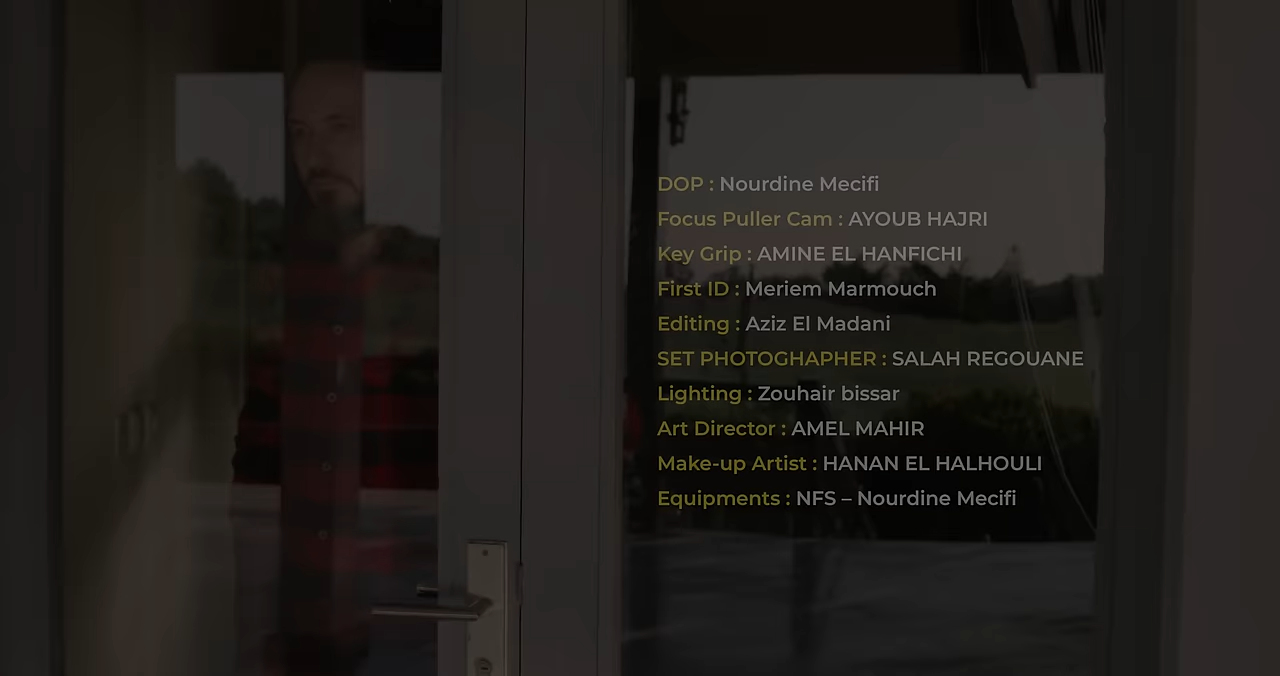 DOP : Nourdine Mecifi
Focus Puller Cam : AYOUB HAJRI
Key Grip : AMINE EL HANFICHI
First ID : Meriem Marmouch
Editing : Aziz El Madani
SET PHOTOGHAPHER : SALAH REGOUANE
Lighting : Zouhair bissar
Art Director : AMEL MAHIR
Make-up Artist : HANAN EL HALHOULI
Equipments : NFS – Nourdine Mecifi